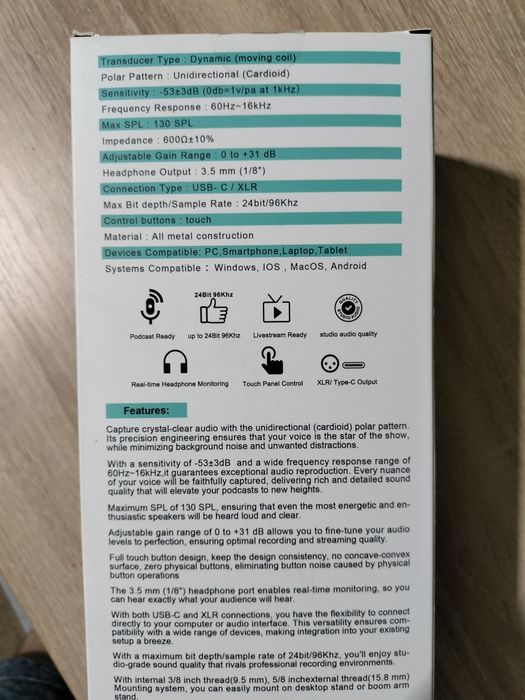 Transducer Type : Dynamic (moving coil)
Polar Pattern : Unidirectional (Cardioid)
Sensitivity : -53±3dB (0db=1v/pa at 1kHz)
Frequency Response : 60Hz~16kHz
Max SPL : 130 SPL
Impedance : 600Ω±10%
Adjustable Gain Range : 0 to +31 dB
Headphone Output : 3.5 mm (1/8")
Connection Type : USB- C / XLR
Max Bit depth/Sample Rate : 24bit/96Khz
Control buttons : touch
Material : All metal construction
Devices Compatible: PC,Smartphone,Laptop,Tablet
Systems Compatible : Windows, IOS , MacOS, Android
24Bit 96Khz
QUALITY
STUDIO AUDIO
Podcast Ready
up to 24Bit 96Khz
Livestream Ready
studio audio quality
Real-time Headphone Monitoring
Touch Panel Control
XLR/ Type-C Output
Features:
Capture crystal-clear audio with the unidirectional (cardioid) polar pattern.
Its precision engineering ensures that your voice is the star of the show,
while minimizing background noise and unwanted distractions.
With a sensitivity of -53±3dB and a wide frequency response range of
60Hz~16kHz,it guarantees exceptional audio reproduction. Every nuance
of your voice will be faithfully captured, delivering rich and detailed sound
quality that will elevate your podcasts to new heights.
Maximum SPL of 130 SPL, ensuring that even the most energetic and en-
thusiastic speakers will be heard loud and clear.
Adjustable gain range of 0 to +31 dB allows you to fine-tune your audio
levels to perfection, ensuring optimal recording and streaming quality.
Full touch button design, keep the design consistency, no concave-convex
surface, zero physical buttons, eliminating button noise caused by physical
button operations
The 3.5 mm (1/8") headphone port enables real-time monitoring, so you
can hear exactly what your audience will hear.
With both USB-C and XLR connections, you have the flexibility to connect
directly to your computer or audio interface. This versatility ensures com-
patibility with a wide range of devices, making integration into your existing
setup a breeze.
With a maximum bit depth/sample rate of 24bit/96Khz, you'll enjoy stu-
dio-grade sound quality that rivals professional recording environments.
With internal 3/8 inch thread(9.5 mm), 5/8 inchexternal thread(15.8 mm)
Mounting system, you can easily mount on desktop stand or boom arm
stand.